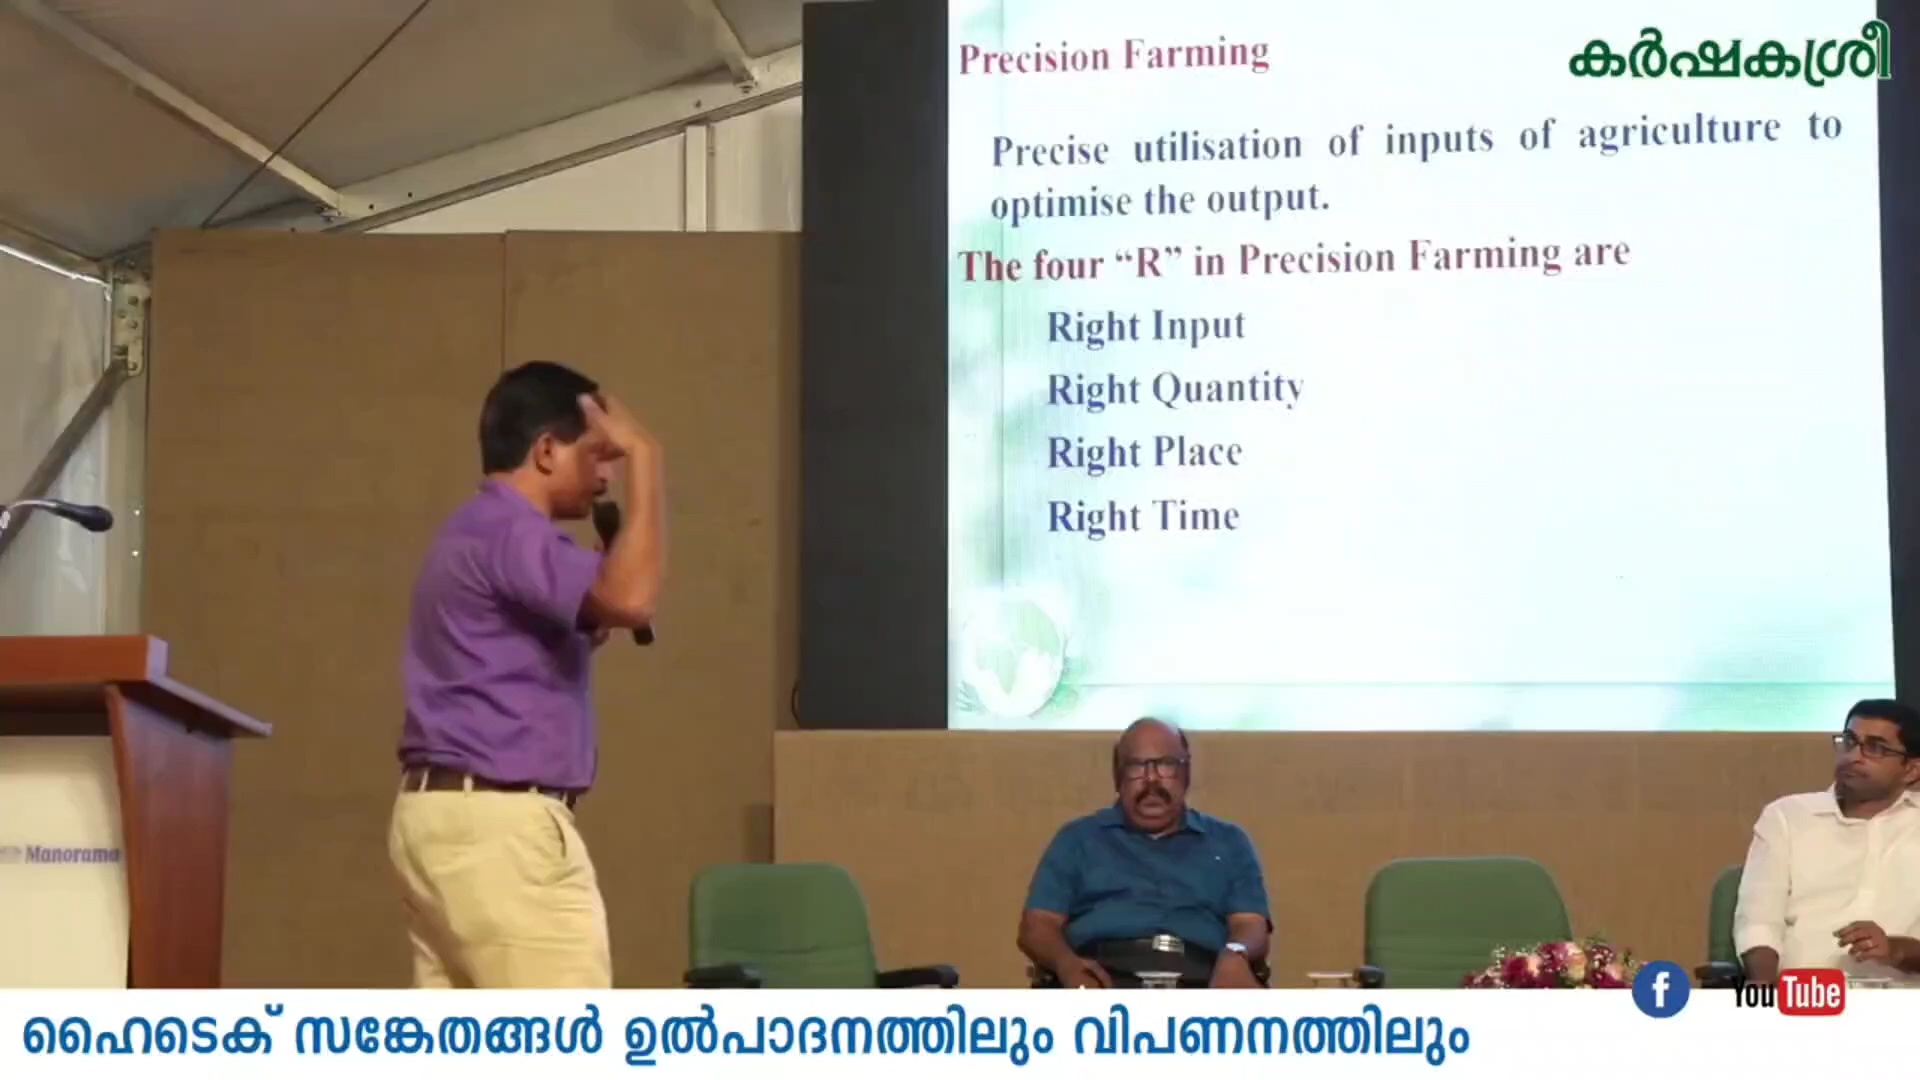 Precision Farming
കർഷകശ്രീ
Precise utilisation of inputs of agriculture to
optimise the output.
The four “R” in Precision Farming are
Right Input
Right Quantity
Right Place
Right Time
Manorama
f YouTube
ഹൈടെക് സങ്കേതങ്ങൾ ഉൽപാദനത്തിലും വിപണനത്തിലും